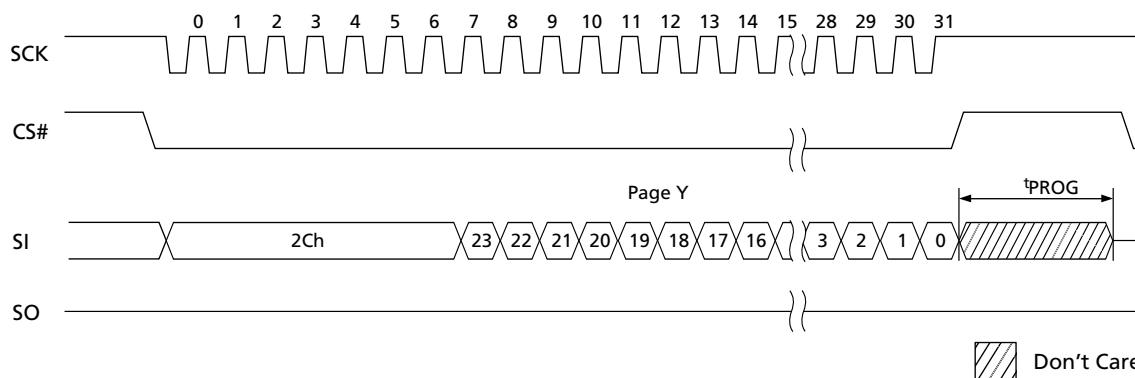 0 1 2 3 4 5 6 7 8 9 10 11 12 13 14 15 28 29 30 31
SCK
CS#
Page Y
tPROG
SI 2Ch 23 22 21 20 19 18 17 16 3 2 1 0
SO
Don't Care